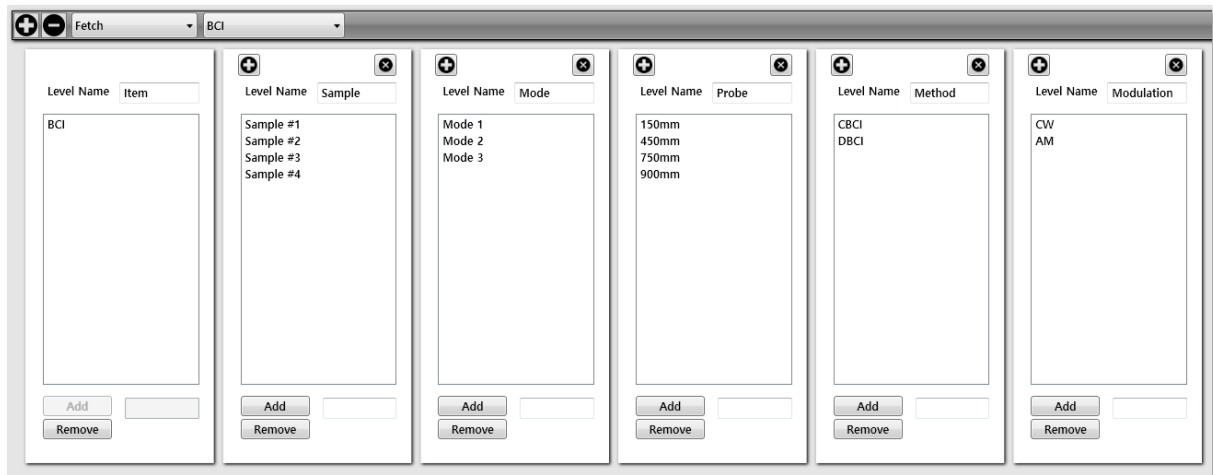 Fetch BCI
Level Name Item
BCI
Add
Remove
Level Name Sample
Sample #1
Sample #2
Sample #3
Sample #4
Add
Remove
Level Name Mode
Mode 1
Mode 2
Mode 3
Add
Remove
Level Name Probe
150mm
450mm
750mm
900mm
Add
Remove
Level Name Method
CBCI
DBCI
Add
Remove
Level Name Modulation
CW
AM
Add
Remove